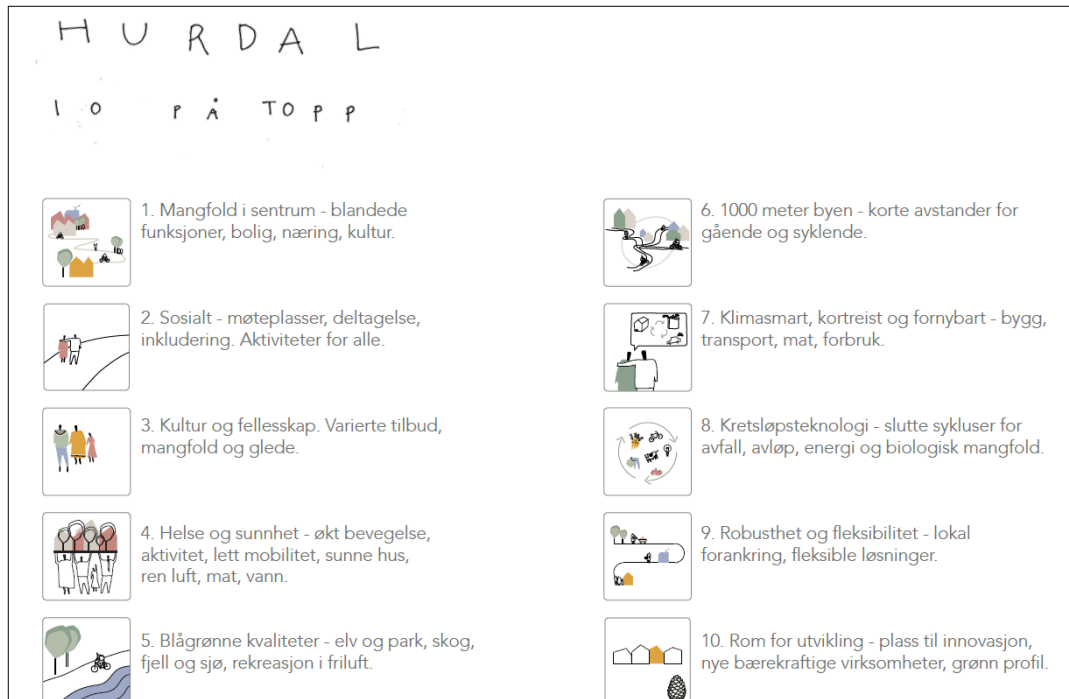 HURDAL
10 PÅ TOPP
1. Mangfold i sentrum - blandede
funksjoner, bolig, næring, kultur.
2. Sosialt - møteplasser, deltagelse,
inkludering. Aktiviteter for alle.
3. Kultur og fellesskap. Varierte tilbud,
mangfold og glede.
4. Helse og sunnhet - økt bevegelse,
aktivitet, lett mobilitet, sunne hus,
ren luft, mat, vann.
5. Blågrønne kvaliteter - elv og park, skog,
fjell og sjø, rekreasjon i friluft.
6. 1000 meter byen - korte avstander for
gående og syklende.
7. Klimasmart, kortreist og fornybart - bygg,
transport, mat, forbruk.
8. Kretsløpsteknologi - slutte sykluser for
avfall, avløp, energi og biologisk mangfold.
9. Robusthet og fleksibilitet - lokal
forankring, fleksible løsninger.
10. Rom for utvikling - plass til innovasjon,
nye bærekraftige virksomheter, grønn profil.